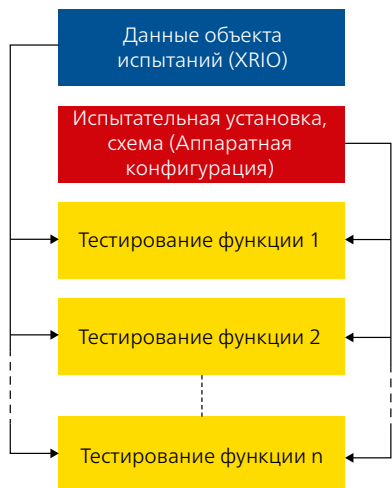 Данные объекта
испытаний (XRIO)
Испытательная установка,
схема (Аппаратная
конфигурация)
Тестирование функции 1
Тестирование функции 2
Тестирование функции n